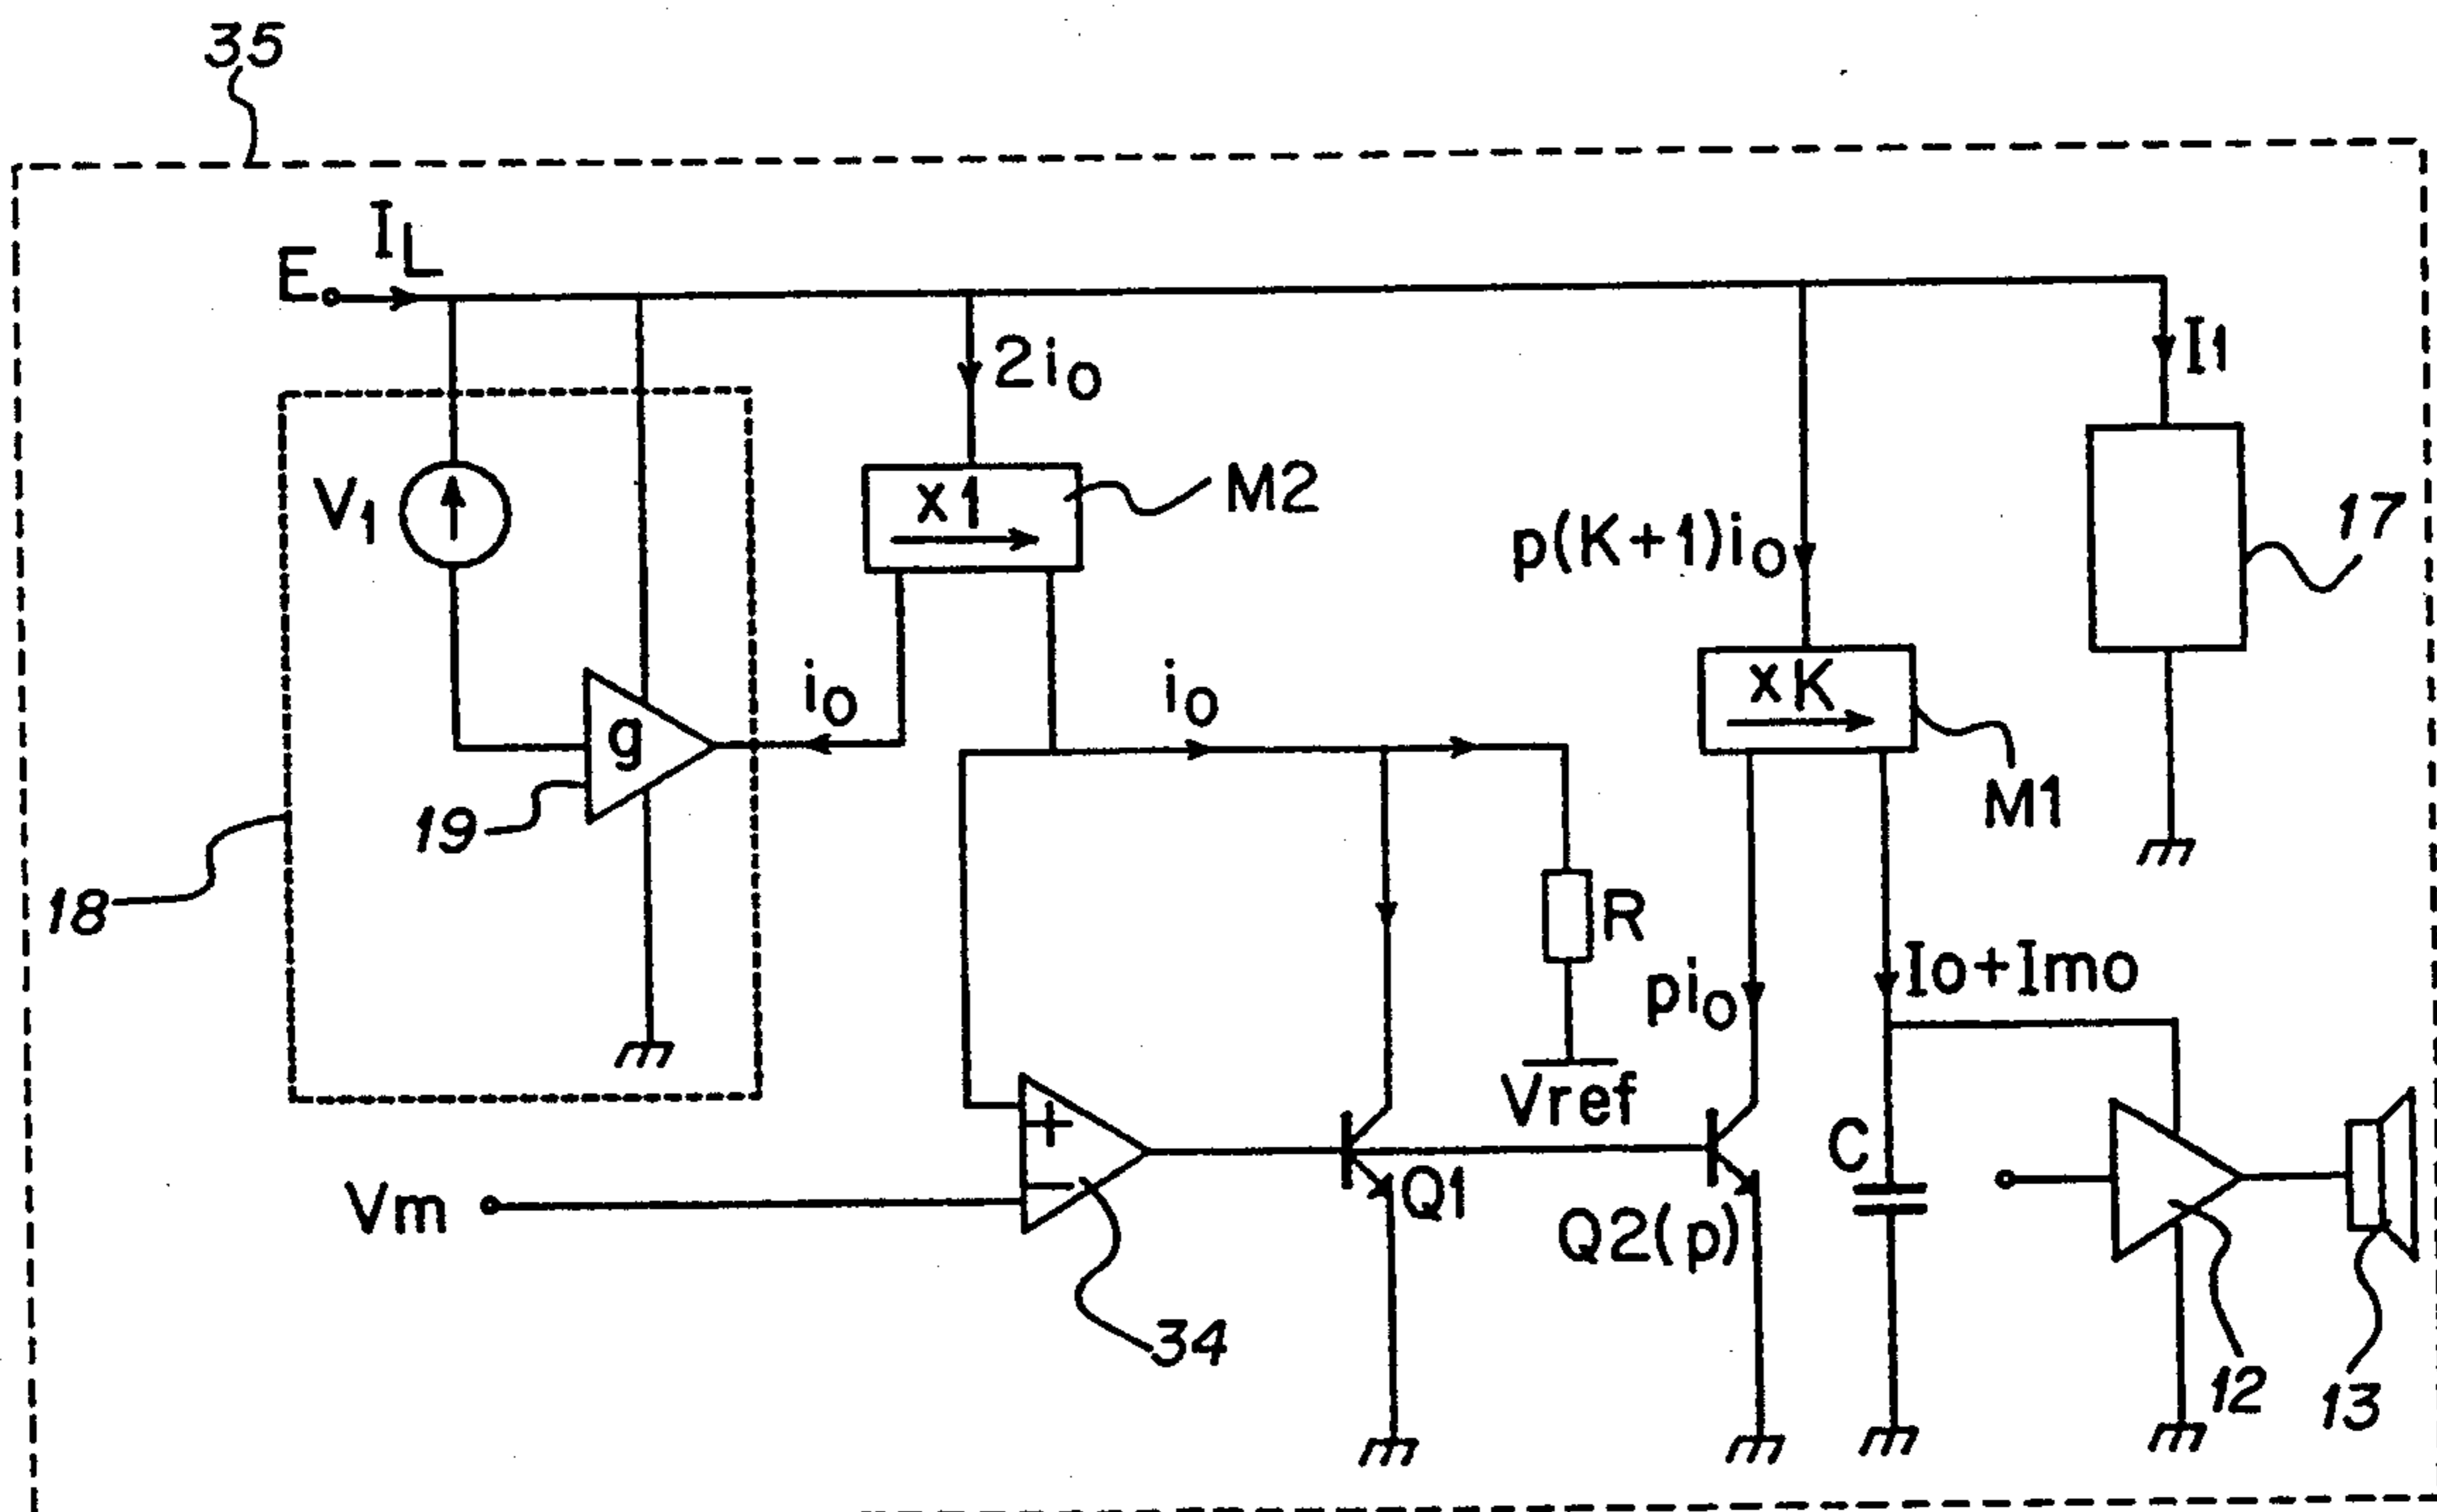 35
E
IL
2io
I1
V1
x1
M2
17
p(K+1)io
g
io
io
xK
19
M1
18
R
Io+Imo
pio
Vref
+
−
C
Vm
Q1
Q2(p)
34
12
13